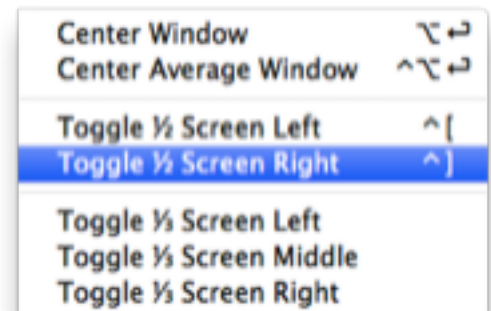 Center Window ⌥↩
Center Average Window ^⌥↩
Toggle ½ Screen Left ^[
Toggle ½ Screen Right ^]
Toggle ⅓ Screen Left
Toggle ⅓ Screen Middle
Toggle ⅓ Screen Right